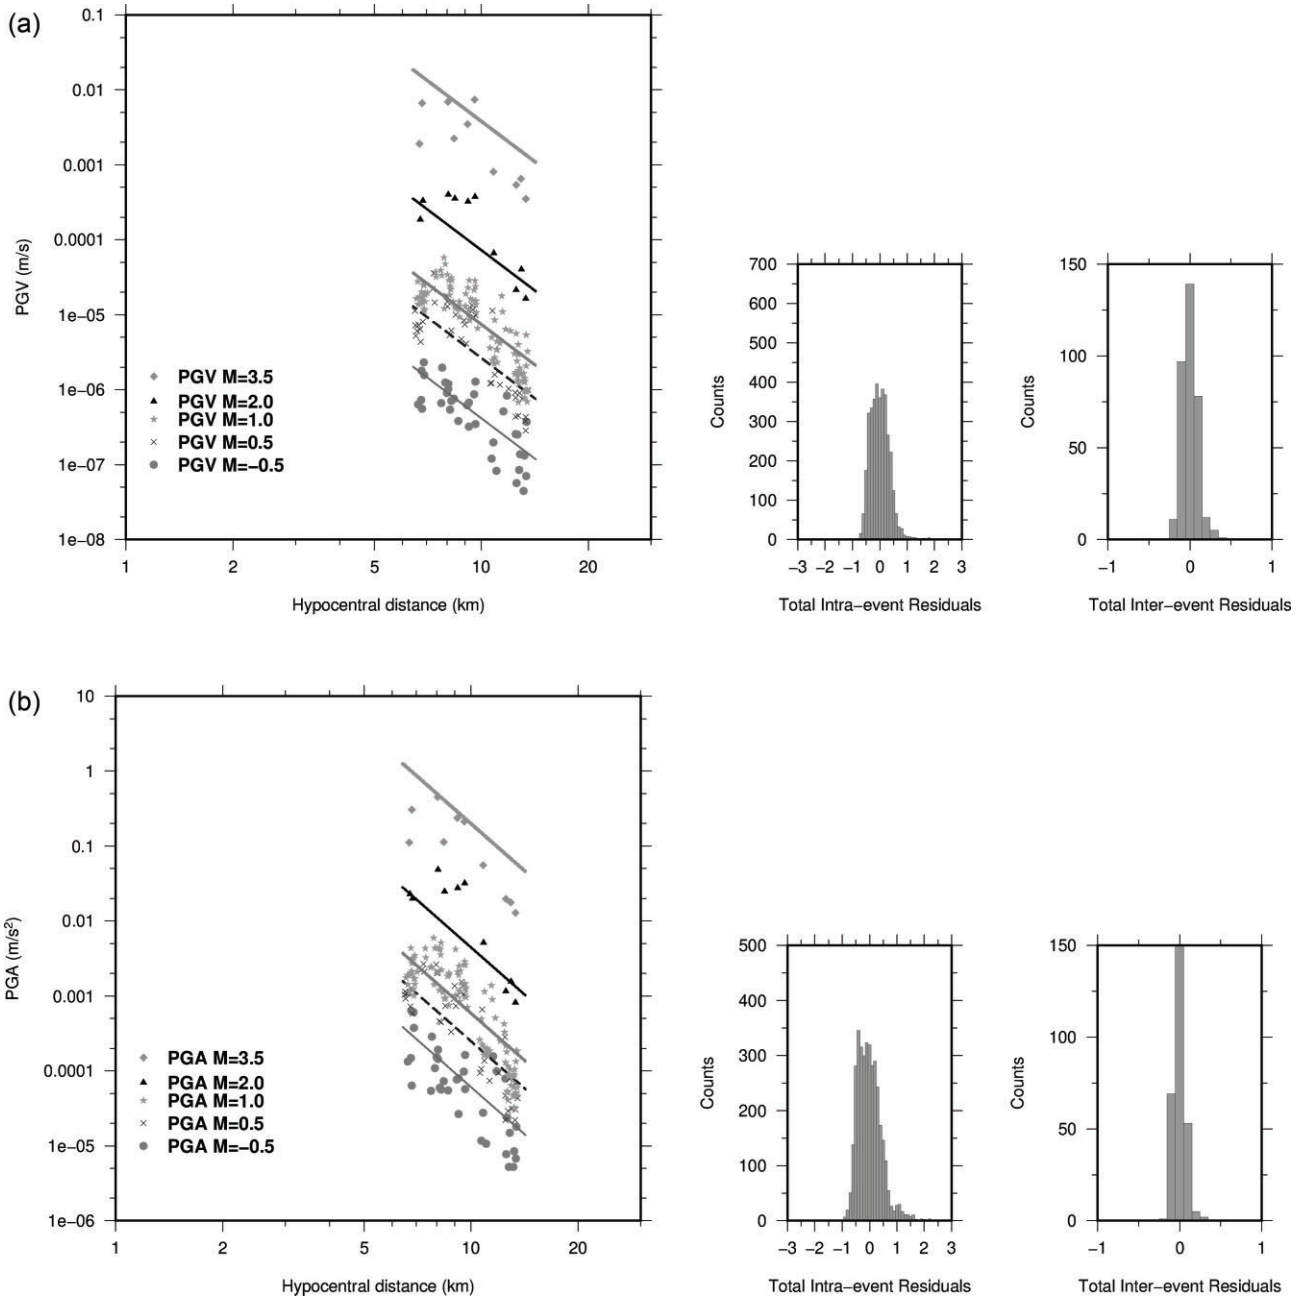 (a)
0.1
0.01
0.001
0.0001
1e−05
1e−06
1e−07
1e−08
PGV (m/s)
PGV M=3.5
PGV M=2.0
PGV M=1.0
PGV M=0.5
PGV M=−0.5
1 2 5 10 20
Hypocentral distance (km)
700
600
500
400
300
200
100
0
Counts
−3 −2 −1 0 1 2 3
Total Intra−event Residuals
150
100
50
0
Counts
−1 0 1
Total Inter−event Residuals
(b)
10
1
0.1
0.01
0.001
0.0001
1e−05
1e−06
PGA (m/s²)
PGA M=3.5
PGA M=2.0
PGA M=1.0
PGA M=0.5
PGA M=−0.5
1 2 5 10 20
Hypocentral distance (km)
500
400
300
200
100
0
Counts
−3 −2 −1 0 1 2 3
Total Intra−event Residuals
150
100
50
0
Counts
−1 0 1
Total Inter−event Residuals